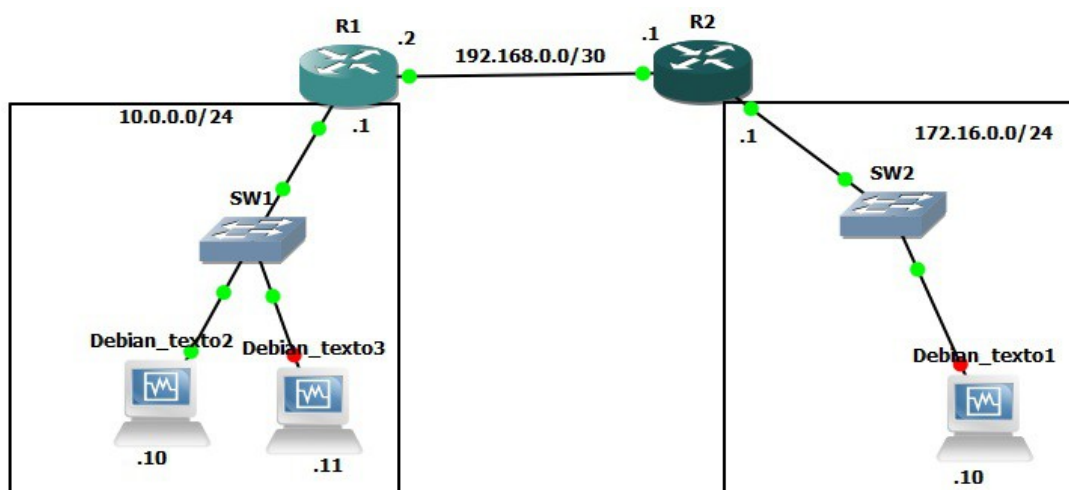 R1
R2
.2
192.168.0.0/30
.1
10.0.0.0/24
.1
.1
172.16.0.0/24
SW1
SW2
Debian_texto2
Debian_texto3
Debian_texto1
.10
.11
.10